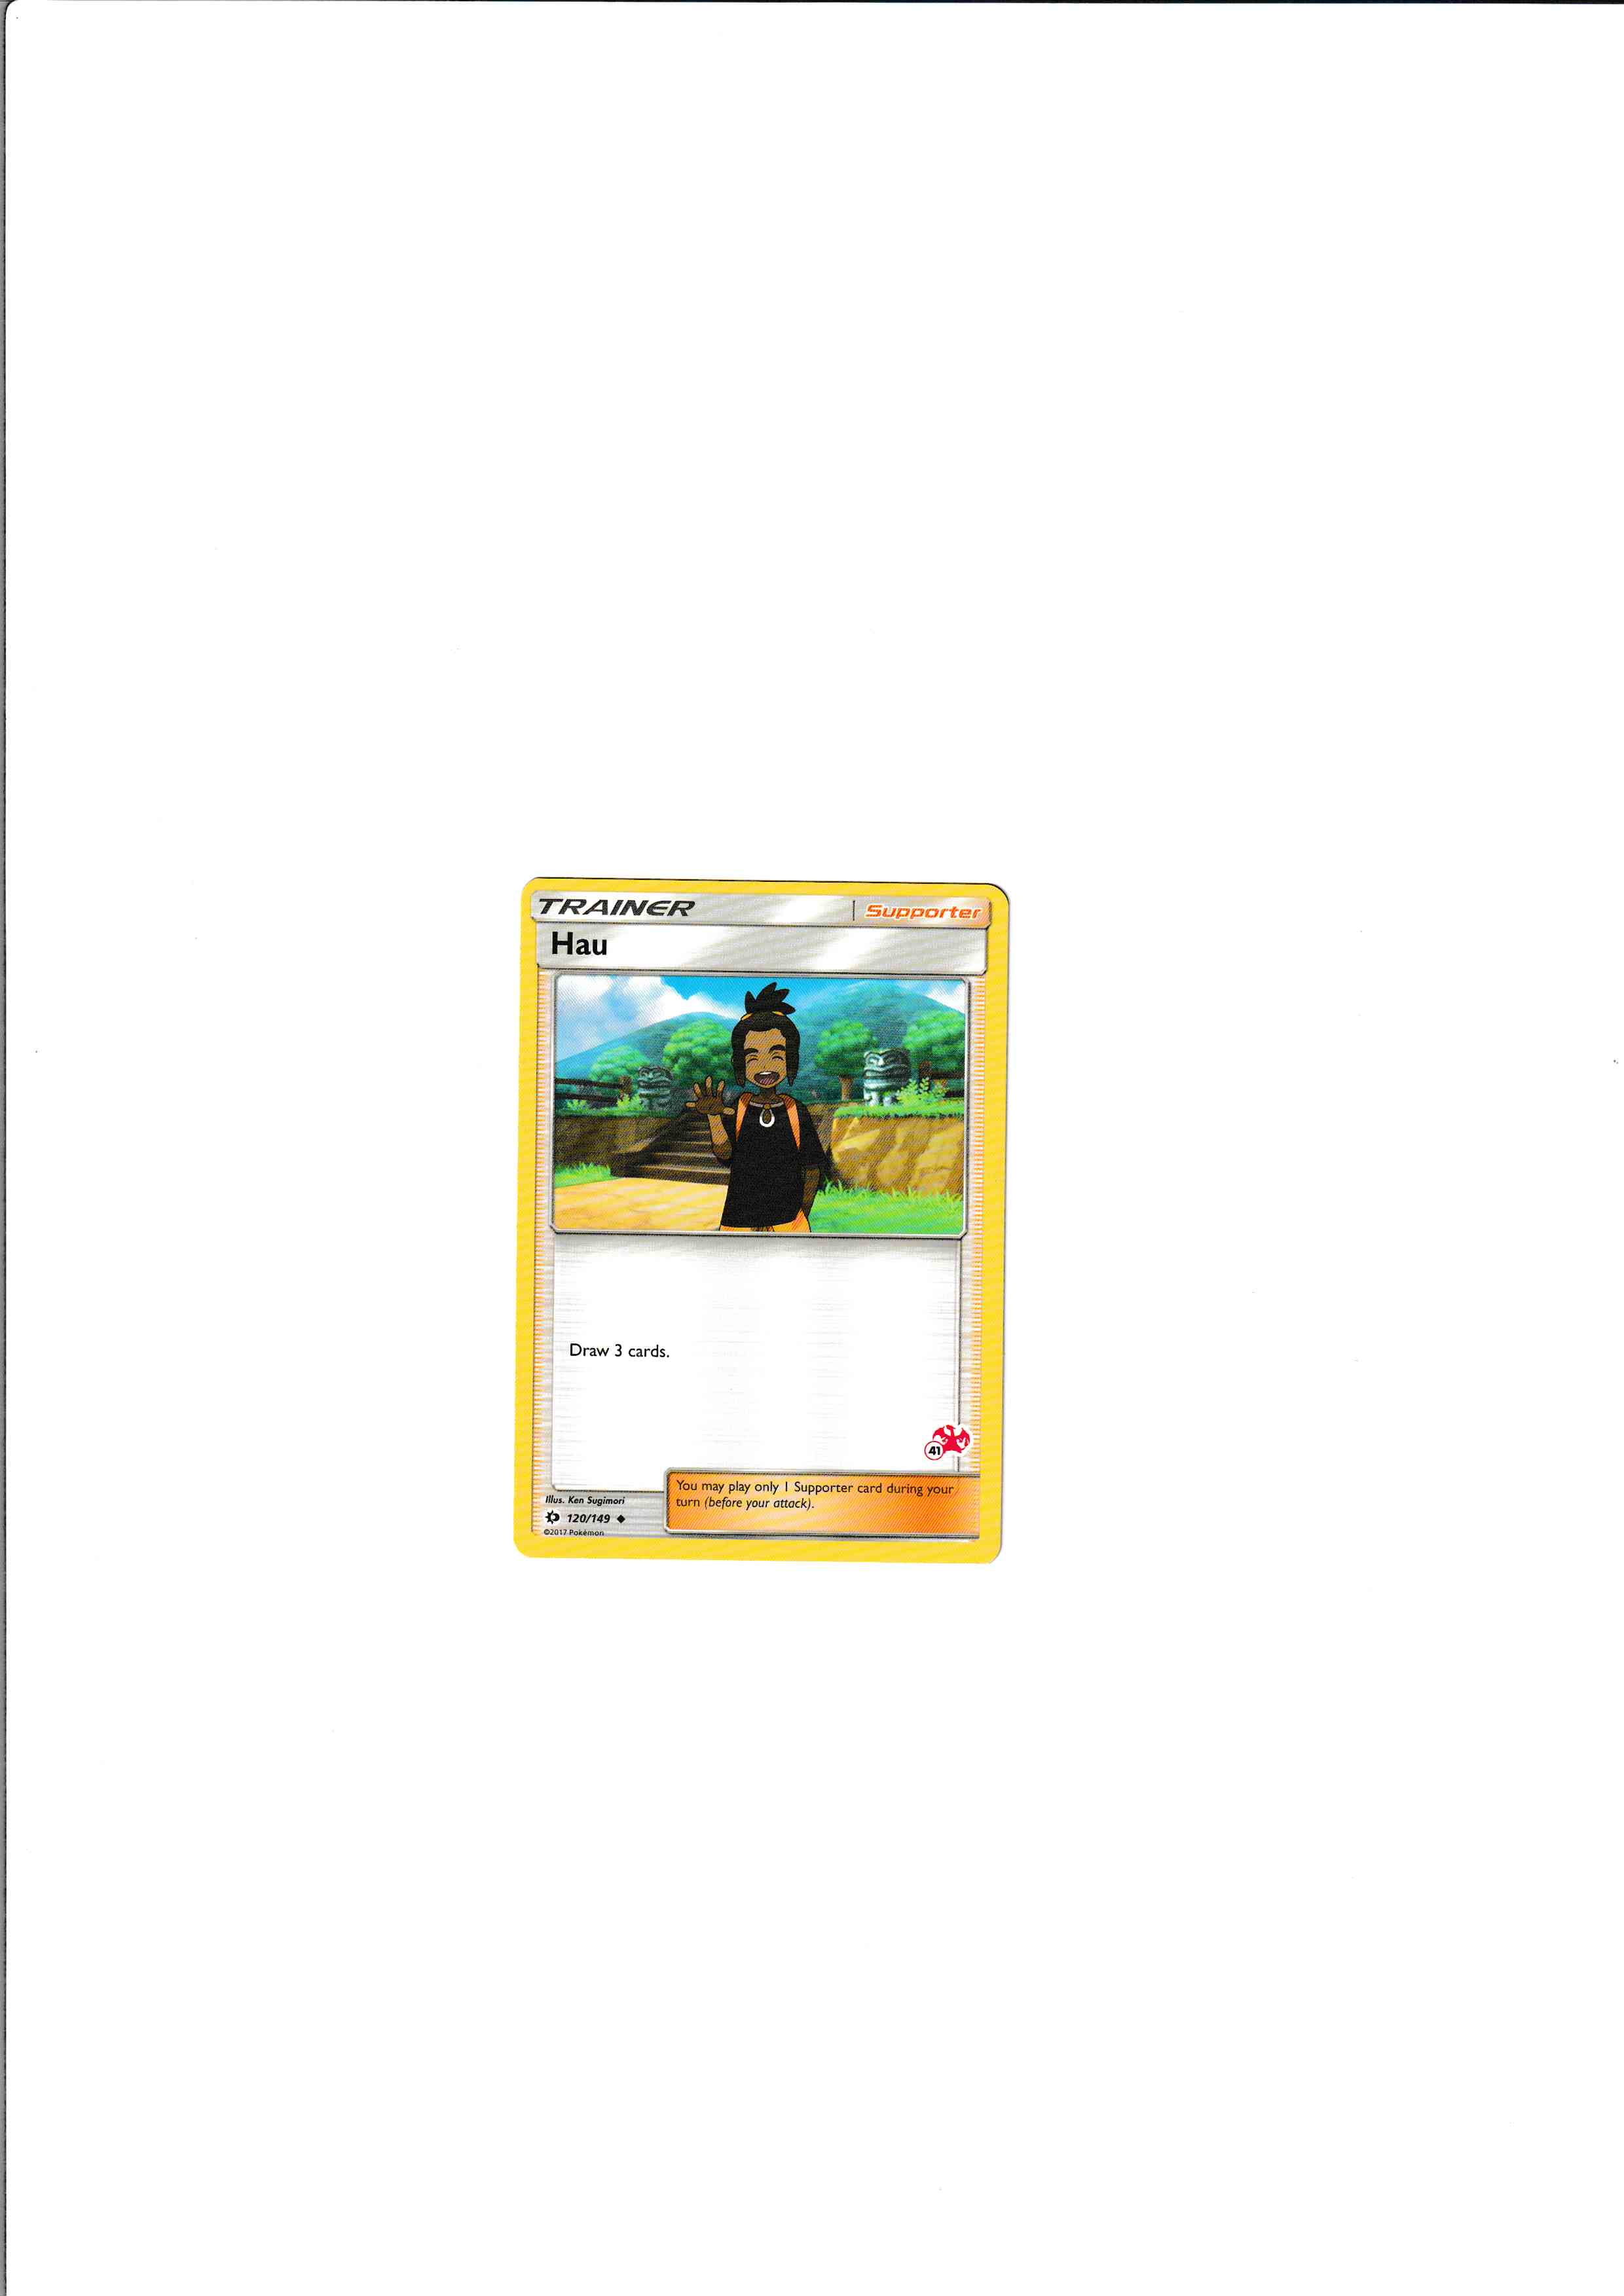 TRAINER
Supporter
Hau
Draw 3 cards.
41
You may play only 1 Supporter card during your
turn (before your attack).
Illus. Ken Sugimori
120/149
©2017 Pokémon